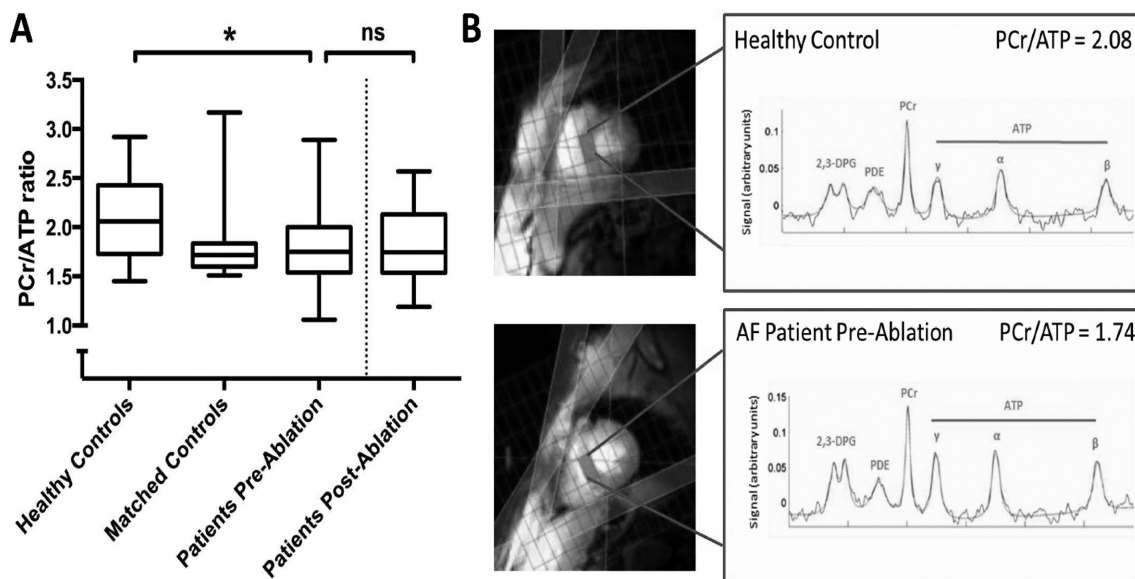 A
*
ns
PCr/ATP ratio
3.5
3.0
2.5
2.0
1.5
1.0
Healthy Controls
Matched Controls
Patients Pre-Ablation
Patients Post-Ablation
B
Healthy Control PCr/ATP = 2.08
Signal (arbitrary units)
0.1
0.05
0
2,3-DPG
PDE
PCr
ATP
γ
α
β
AF Patient Pre-Ablation PCr/ATP = 1.74
Signal (arbitrary units)
0.15
0.1
0.05
0
2,3-DPG
PDE
PCr
ATP
γ
α
β